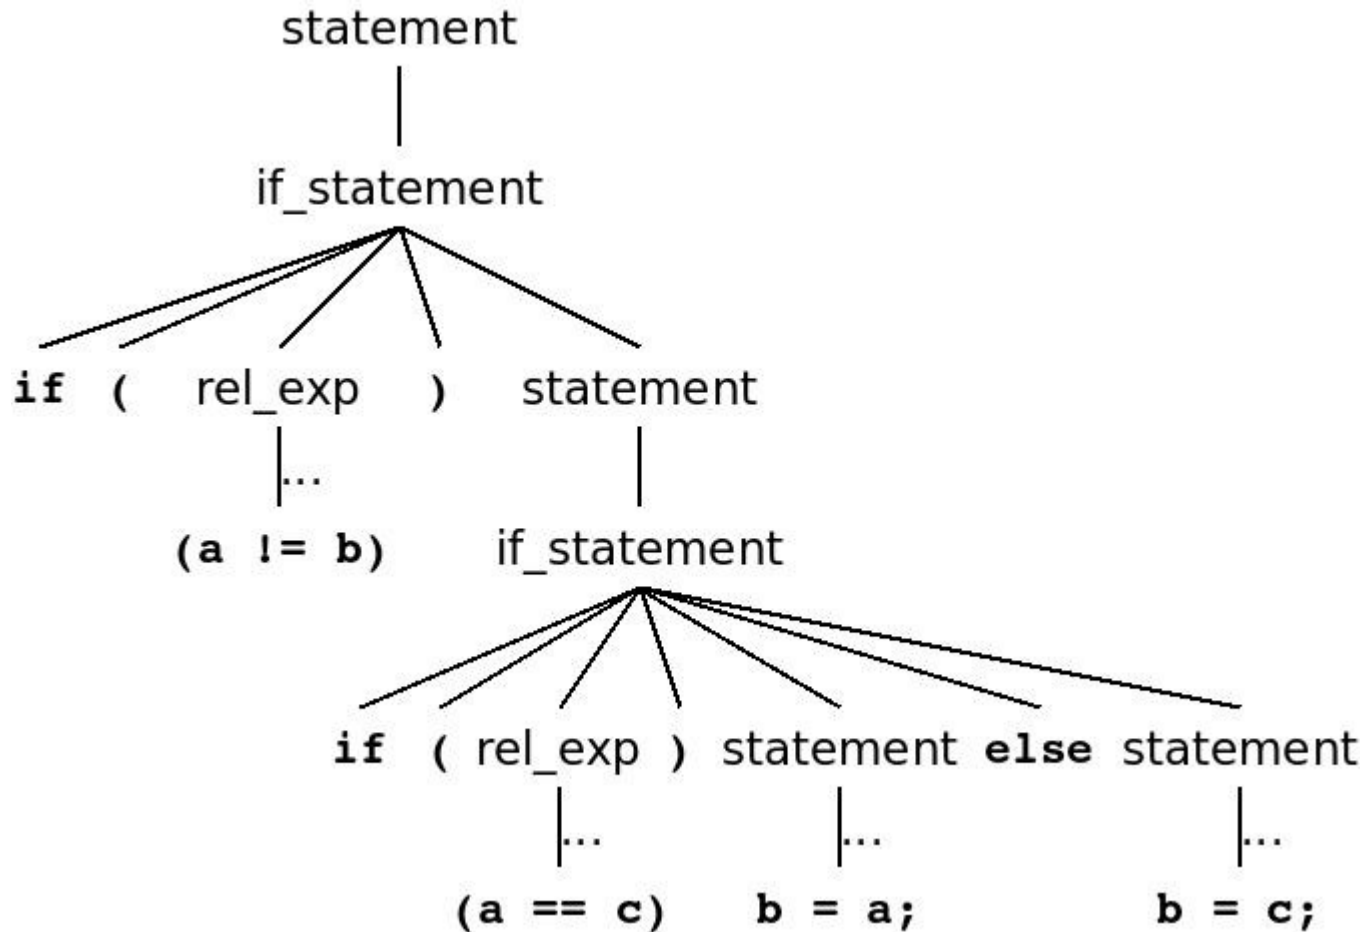 statement
if_statement
if ( rel_exp ) statement
...
(a != b) if_statement
if ( rel_exp ) statement else statement
... ... ...
(a == c) b = a; b = c;